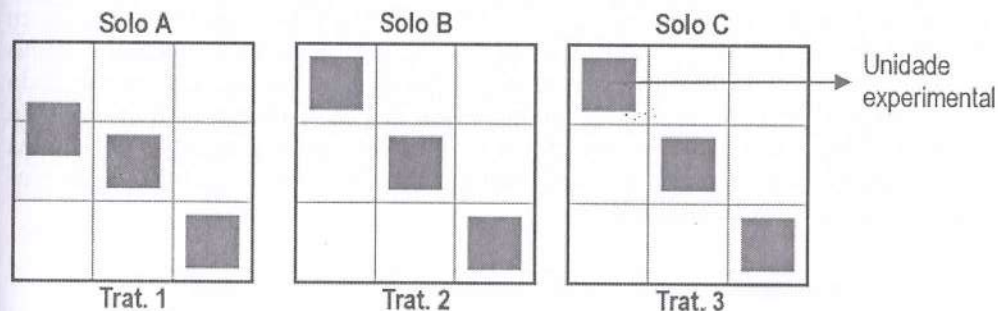 Solo A
Solo B
Solo C
Unidade
experimental
Trat. 1
Trat. 2
Trat. 3